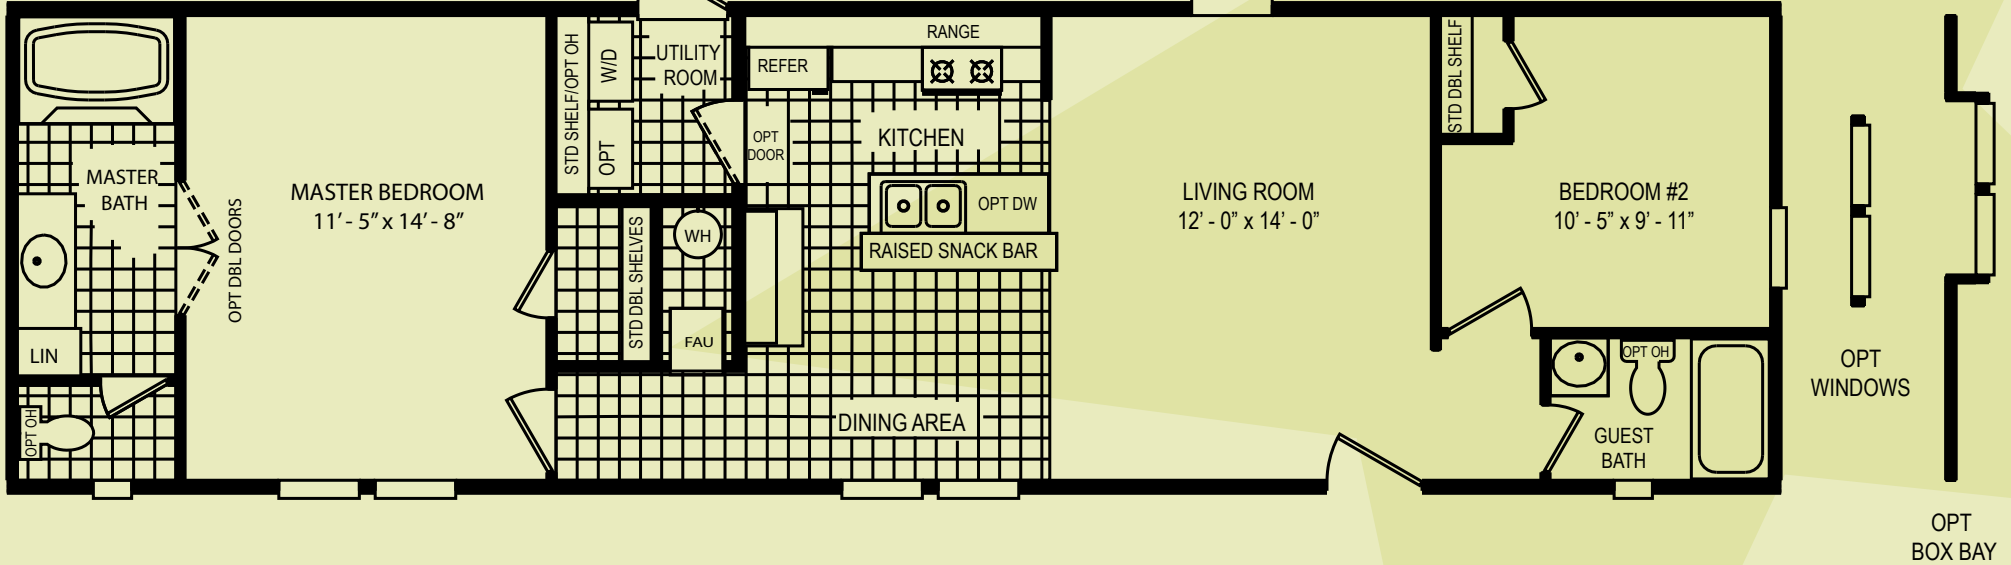 MASTER
BATH
LIN
OPT OH
OPT DBL DOORS
MASTER BEDROOM
11' - 5" x 14' - 8"
STD SHELF/OPT OH
W/D
OPT
UTILITY
ROOM
STD DBL SHELVES
WH
FAU
REFER
RANGE
OPT
DOOR
KITCHEN
OPT DW
RAISED SNACK BAR
DINING AREA
LIVING ROOM
12' - 0" x 14' - 0"
STD DBL SHELF
BEDROOM #2
10' - 5" x 9' - 11"
OPT OH
GUEST
BATH
OPT
WINDOWS
OPT
BOX BAY